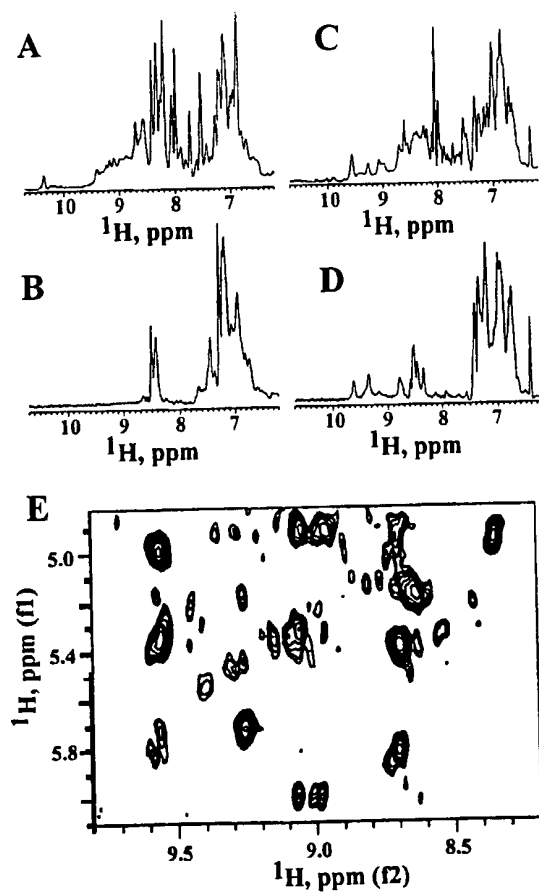 A
10 9 8 7
¹H, ppm
C
10 9 8 7
¹H, ppm
B
10 9 8 7
¹H, ppm
D
10 9 8 7
¹H, ppm
E
5.0
5.4
5.8
¹H, ppm (f1)
9.5 9.0 8.5
¹H, ppm (f2)